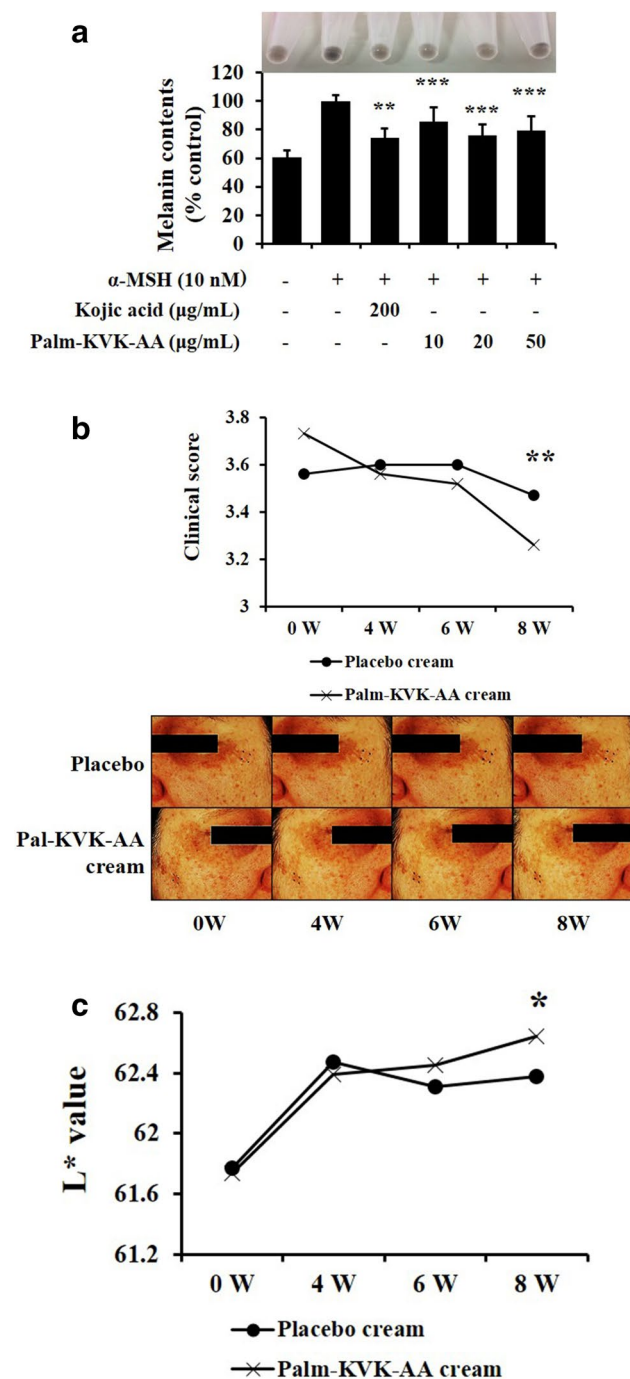 a
120
100
80
60
40
20
0
Melanin contents
(% control)
** *** *** ***
α-MSH (10 nM) - + + + + +
Kojic acid (μg/mL) - - 200 - - -
Palm-KVK-AA (μg/mL) - - - 10 20 50
b
3.8
3.6
3.4
3.2
3
Clinical score
**
0 W 4 W 6 W 8 W
Placebo cream
Palm-KVK-AA cream
Placebo
Pal-KVK-AA
cream
0W 4W 6W 8W
c
62.8
62.4
62
61.6
61.2
L* value
*
0 W 4 W 6 W 8 W
Placebo cream
Palm-KVK-AA cream